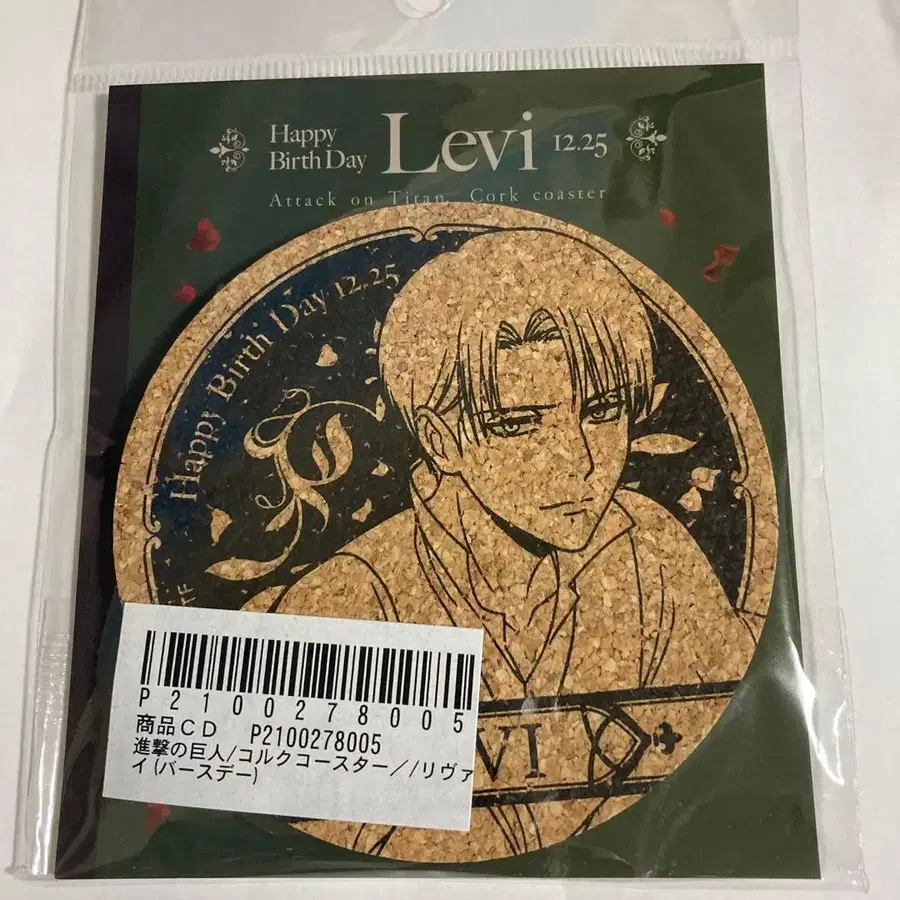 Happy
Birth Day
Levi
12.25
Attack on Titan Cork coaster
Happy Birth Day 12.25
P2100278005
商品CD P2100278005
進撃の巨人/コルクコースター//リヴァ
イ(バースデー)
VI